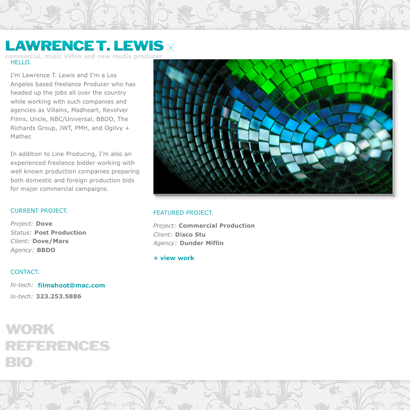 LAWRENCE T. LEWIS
commercial, music video and new media producer
HELLO.
I'm Lawrence T. Lewis and I'm a Los
Angeles based freelance Producer who has
headed up the jobs all over the country
while working with such companies and
agencies as Villains, Madheart, Revolver
Films, Uncle, NBC/Universal, BBDO, The
Richards Group, JWT, PMH, and Ogilvy +
Mather.
In addition to Line Producing, I'm also an
experienced freelance bidder working with
well known production companies preparing
both domestic and foreign production bids
for major commercial campaigns.
CURRENT PROJECT.
Project: Dove
Status: Post Production
Client: Dove/Mars
Agency: BBDO
CONTACT.
hi-tech: filmshoot@mac.com
lo-tech: 323.253.5886
FEATURED PROJECT.
Project: Commercial Production
Client: Disco Stu
Agency: Dunder Miflin
+ view work
WORK
REFERENCES
BIO